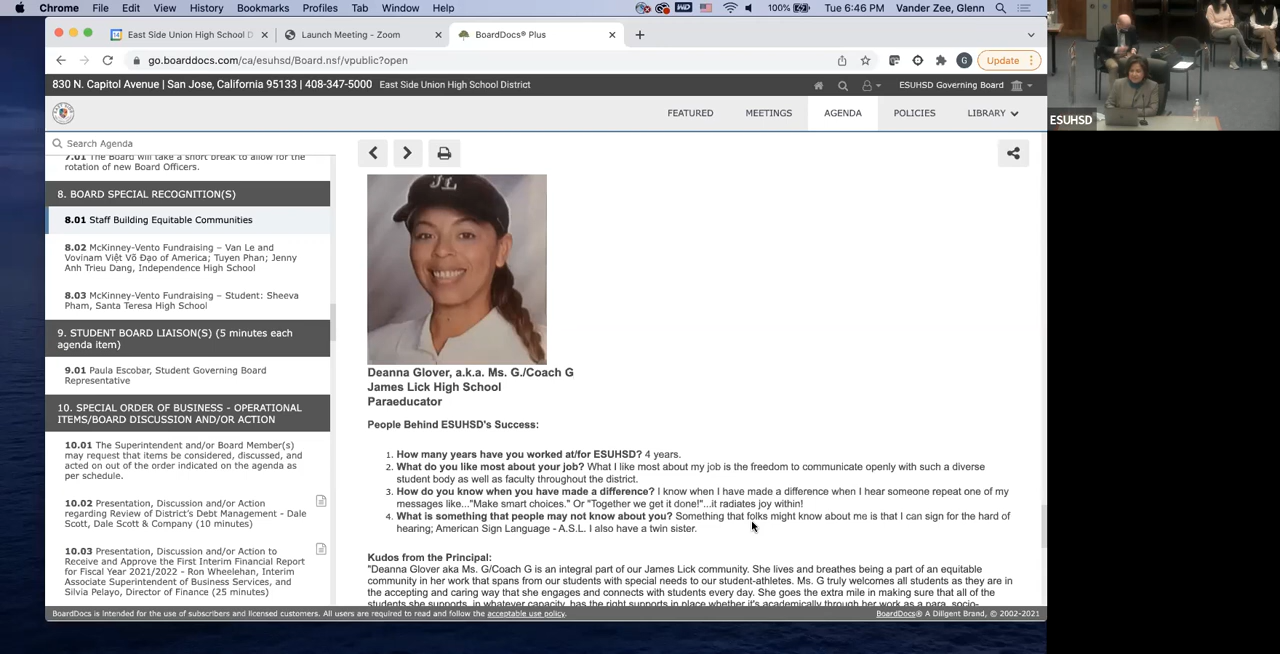 Chrome File Edit View History Bookmarks Profiles Tab Window Help
100% Tue 6:46 PM Vander Zee, Glenn
East Side Union High School D
Launch Meeting - Zoom
BoardDocs® Plus
go.boarddocs.com/ca/esuhsd/Board.nsf/vpublic?open
G Update
830 N. Capitol Avenue | San Jose, California 95133 | 408-347-5000 East Side Union High School District
ESUHSD Governing Board
FEATURED MEETINGS AGENDA POLICIES LIBRARY
Search Agenda
7.01 The Board will take a short break to allow for the
rotation of new Board Officers.
8. BOARD SPECIAL RECOGNITION(S)
8.01 Staff Building Equitable Communities
8.02 McKinney-Vento Fundraising – Van Le and
Vovinam Việt Võ Đạo of America; Tuyen Phan; Jenny
Anh Trieu Dang, Independence High School
8.03 McKinney-Vento Fundraising – Student: Sheeva
Pham, Santa Teresa High School
9. STUDENT BOARD LIAISON(S) (5 minutes each
agenda item)
9.01 Paula Escobar, Student Governing Board
Representative
10. SPECIAL ORDER OF BUSINESS - OPERATIONAL
ITEMS/BOARD DISCUSSION AND/OR ACTION
10.01 The Superintendent and/or Board Member(s)
may request that items be considered, discussed, and
acted on out of the order indicated on the agenda as
per schedule.
10.02 Presentation, Discussion and/or Action
regarding Review of District's Debt Management - Dale
Scott, Dale Scott & Company (10 minutes)
10.03 Presentation, Discussion and/or Action to
Receive and Approve the First Interim Financial Report
for Fiscal Year 2021/2022 - Ron Wheelehan, Interim
Associate Superintendent of Business Services, and
Silvia Pelayo, Director of Finance (25 minutes)
JL
Deanna Glover, a.k.a. Ms. G./Coach G
James Lick High School
Paraeducator
People Behind ESUHSD's Success:
1. How many years have you worked at/for ESUHSD? 4 years.
2. What do you like most about your job? What I like most about my job is the freedom to communicate openly with such a diverse
student body as well as faculty throughout the district.
3. How do you know when you have made a difference? I know when I have made a difference when I hear someone repeat one of my
messages like..."Make smart choices." Or "Together we get it done!"...it radiates joy within!
4. What is something that people may not know about you? Something that folks might know about me is that I can sign for the hard of
hearing; American Sign Language - A.S.L. I also have a twin sister.
Kudos from the Principal:
"Deanna Glover aka Ms. G/Coach G is an integral part of our James Lick community. She lives and breathes being a part of an equitable
community in her work that spans from our students with special needs to our student-athletes. Ms. G truly welcomes all students as they are in
the accepting and caring way that she engages and connects with students every day. She goes the extra mile in making sure that all of the
students she supports, in whatever capacity, has the right supports in place whether it's academically through her work as a para, socio-
BoardDocs is intended for the use of subscribers and licensed customers. All users are required to read and follow the acceptable use policy.
BoardDocs® A Diligent Brand, © 2002-2021
ESUHSD